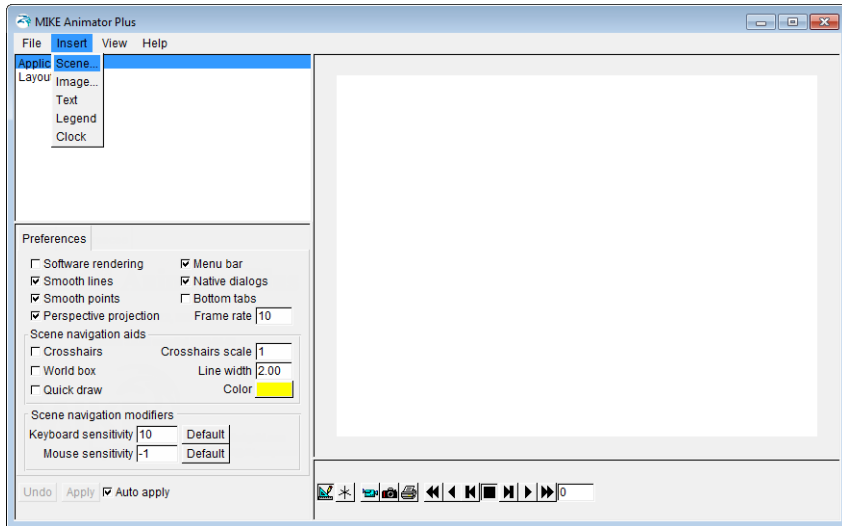 MIKE Animator Plus
File Insert View Help
Applic Scene...
Layou Image...
Text
Legend
Clock
Preferences
Software rendering Menu bar
Smooth lines Native dialogs
Smooth points Bottom tabs
Perspective projection Frame rate 10
Scene navigation aids
Crosshairs Crosshairs scale 1
World box Line width 2.00
Quick draw Color
Scene navigation modifiers
Keyboard sensitivity 10 Default
Mouse sensitivity -1 Default
Undo Apply Auto apply
0